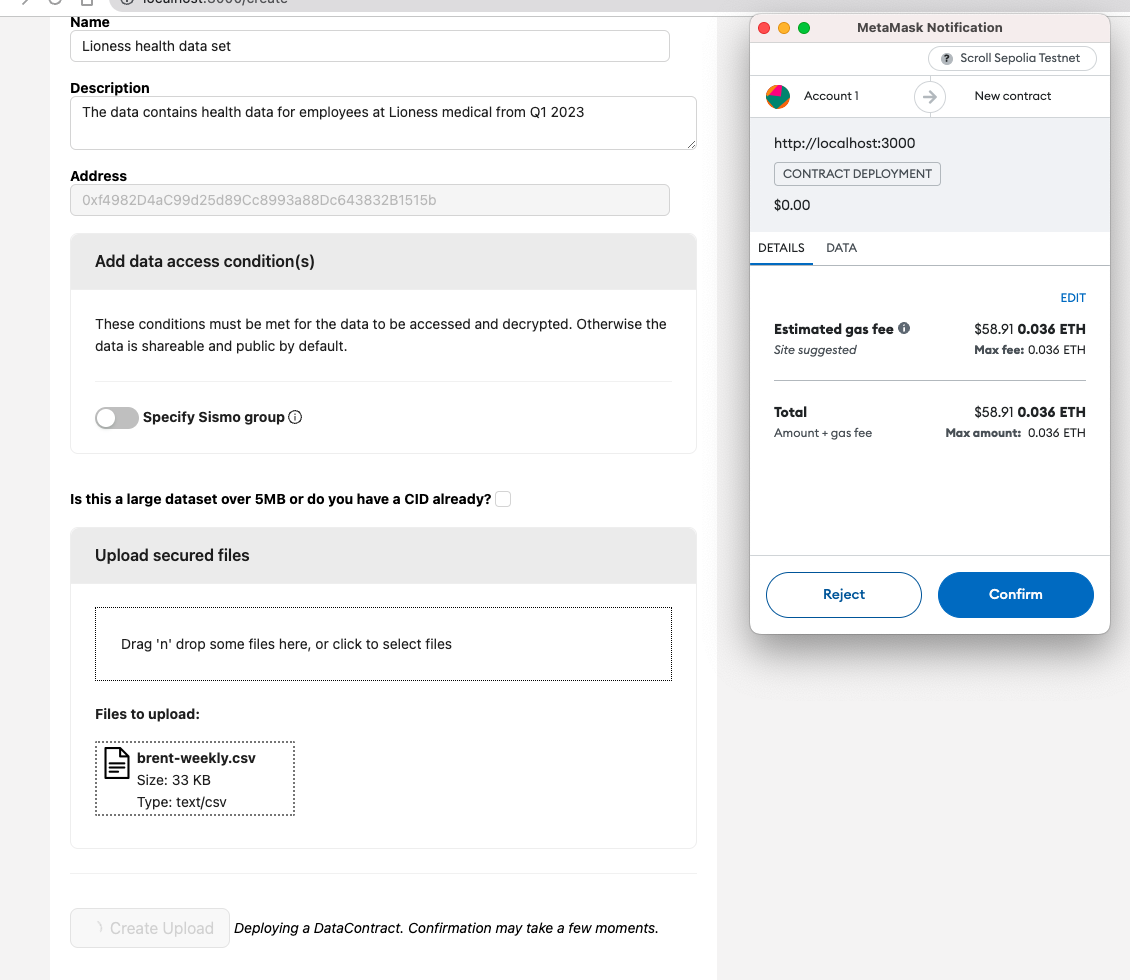 localhost:3000/create
Name
Lioness health data set
Description
The data contains health data for employees at Lioness medical from Q1 2023
Address
0xf4982D4aC99d25d89Cc8993a88Dc643832B1515b
Add data access condition(s)
These conditions must be met for the data to be accessed and decrypted. Otherwise the
data is shareable and public by default.
Specify Sismo group
Is this a large dataset over 5MB or do you have a CID already?
Upload secured files
Drag 'n' drop some files here, or click to select files
Files to upload:
brent-weekly.csv
Size: 33 KB
Type: text/csv
Create Upload Deploying a DataContract. Confirmation may take a few moments.
MetaMask Notification
? Scroll Sepolia Testnet
Account 1 New contract
http://localhost:3000
CONTRACT DEPLOYMENT
$0.00
DETAILS DATA
EDIT
Estimated gas fee $58.91 0.036 ETH
Site suggested Max fee: 0.036 ETH
Total $58.91 0.036 ETH
Amount + gas fee Max amount: 0.036 ETH
Reject Confirm